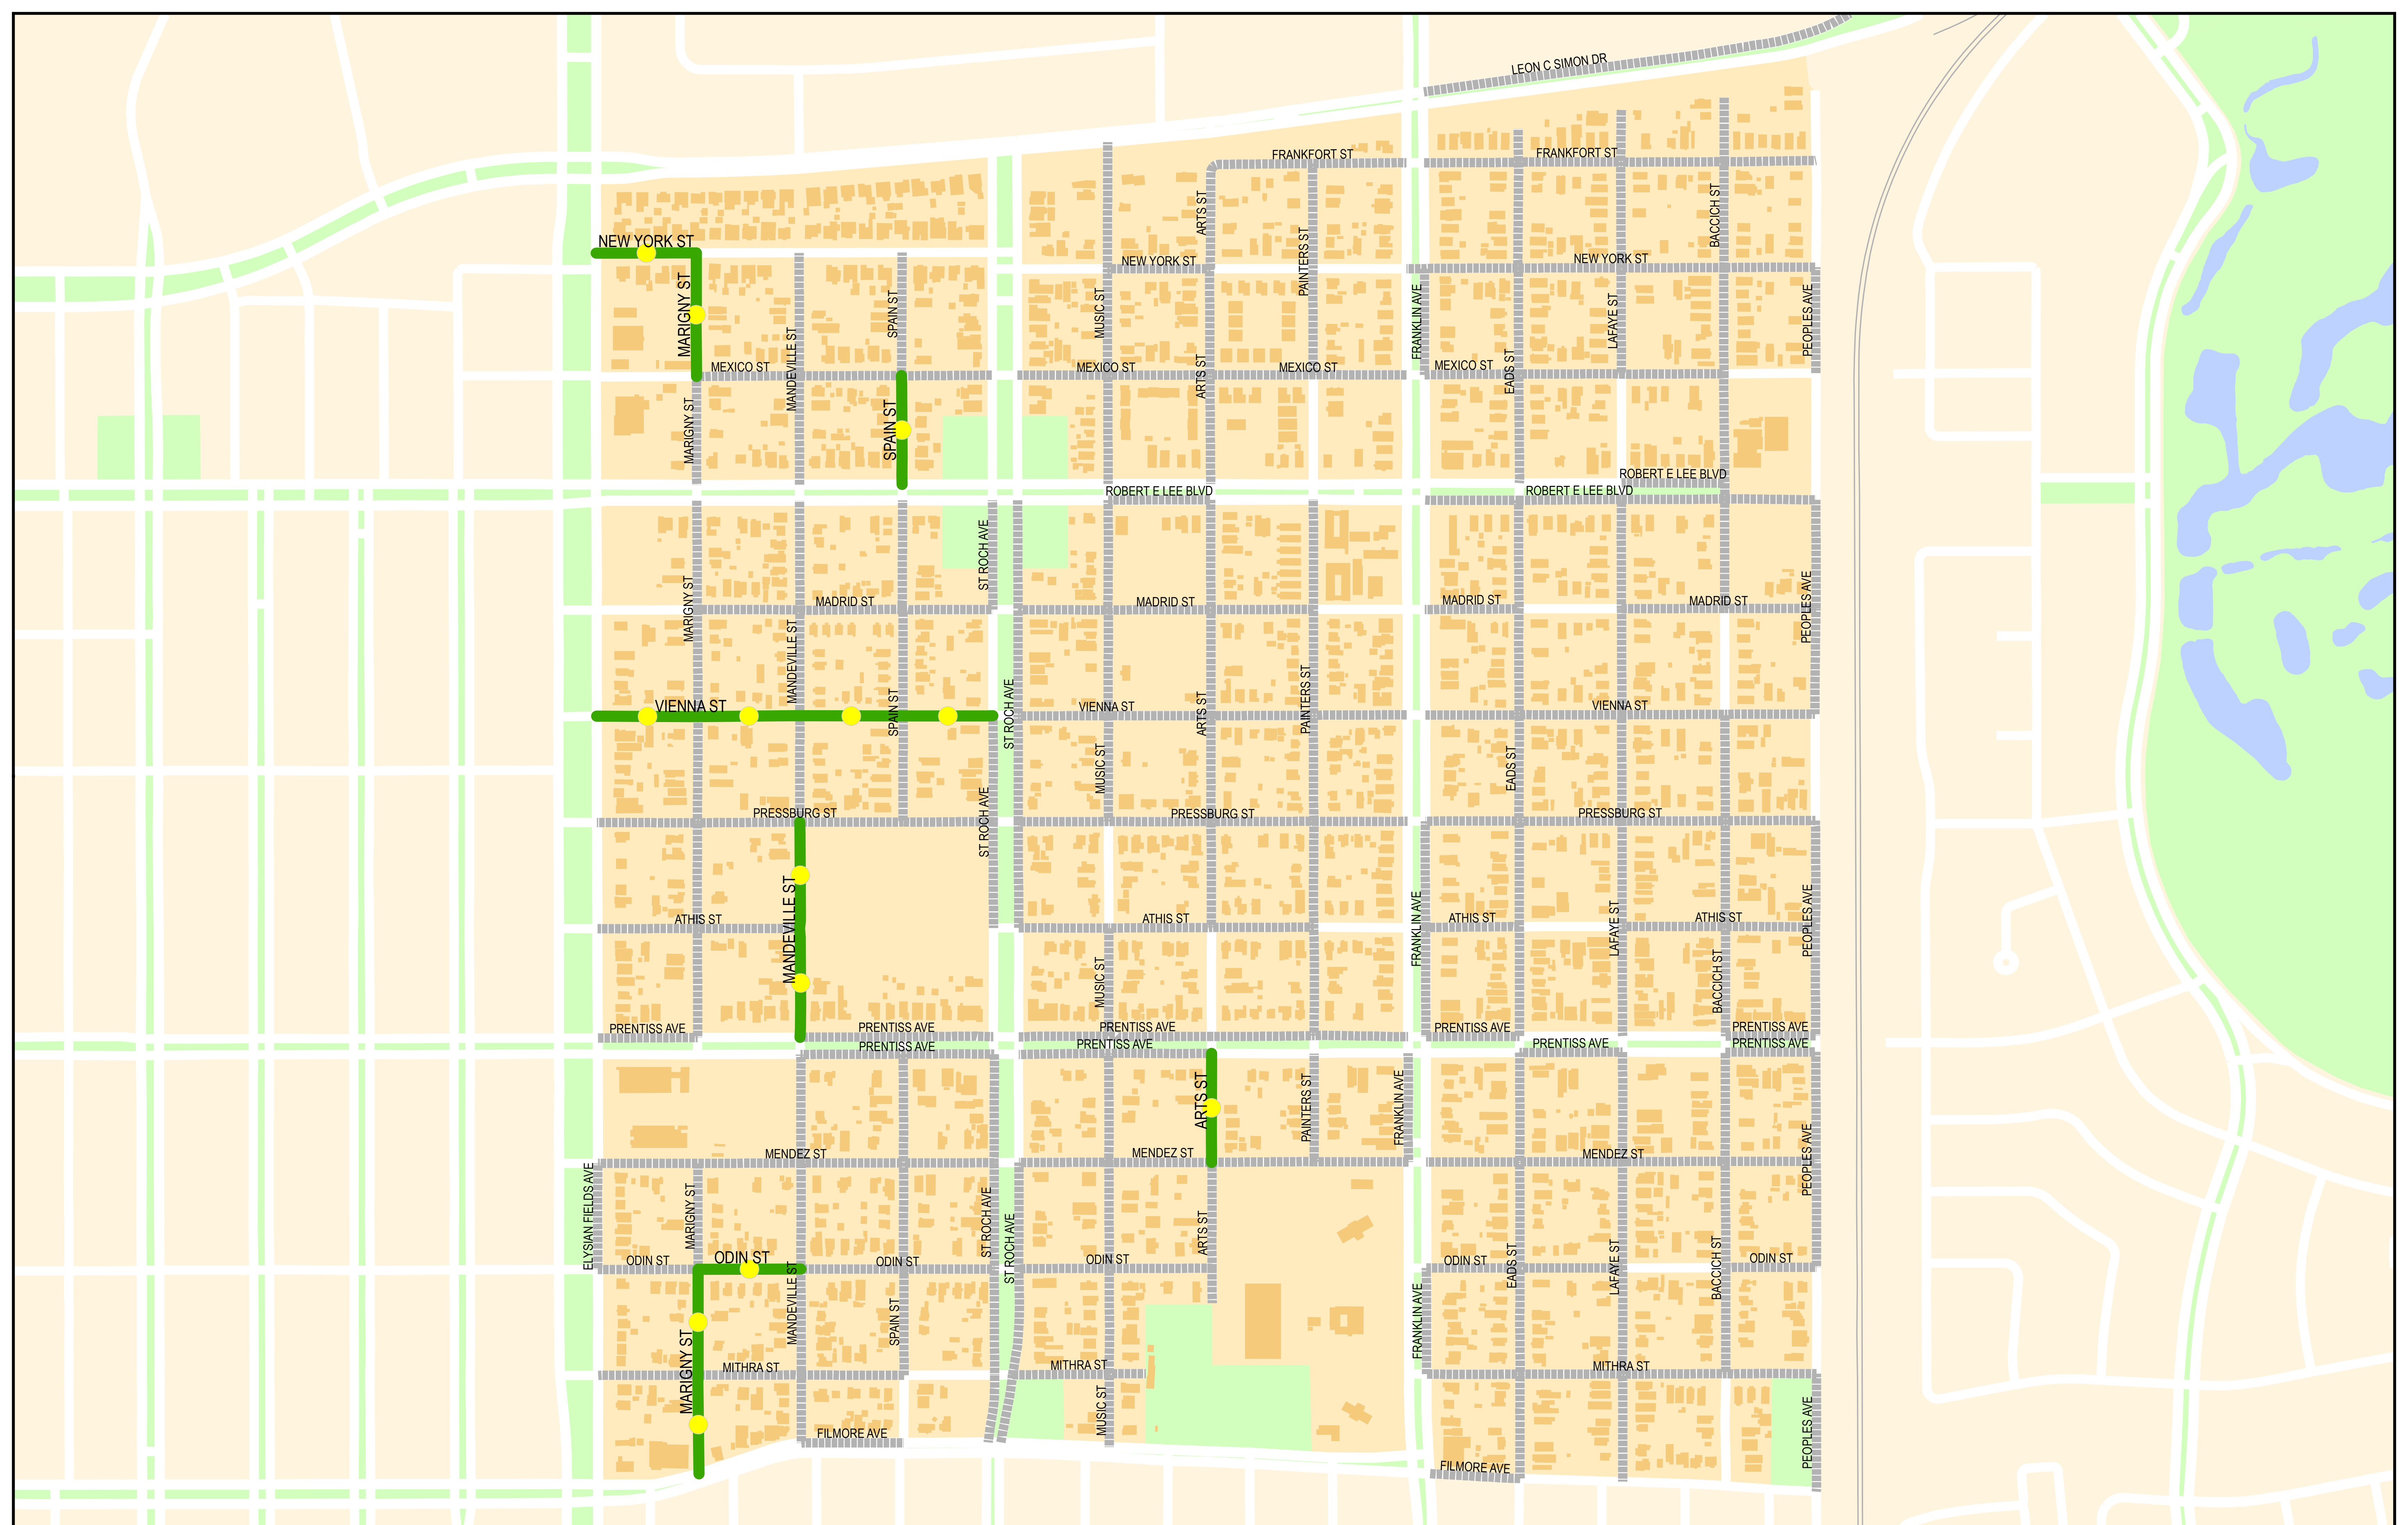 LEON C SIMON DR
FRANKFORT ST
FRANKFORT ST
BACCICH ST
ARTS ST
PAINTERS ST
NEW YORK ST
NEW YORK ST
NEW YORK ST
MARIGNY ST
SPAIN ST
MUSIC ST
FRANKLIN AVE
LAFAYE ST
PEOPLES AVE
MANDEVILLE ST
MEXICO ST
MEXICO ST
ARTS ST
MEXICO ST
MEXICO ST
EADS ST
MARIGNY ST
SPAIN ST
ROBERT E LEE BLVD
ROBERT E LEE BLVD
ROBERT E LEE BLVD
ST ROCH AVE
MARIGNY ST
MADRID ST
MADRID ST
MADRID ST
MADRID ST
PEOPLES AVE
MANDEVILLE ST
VIENNA ST
SPAIN ST
ST ROCH AVE
VIENNA ST
ARTS ST
PAINTERS ST
VIENNA ST
MUSIC ST
EADS ST
PRESSBURG ST
ST ROCH AVE
PRESSBURG ST
PRESSBURG ST
MANDEVILLE ST
ATHIS ST
ATHIS ST
FRANKLIN AVE
ATHIS ST
LAFAYE ST
ATHIS ST
PEOPLES AVE
MUSIC ST
BACCICH ST
PRENTISS AVE
PRENTISS AVE
PRENTISS AVE
PRENTISS AVE
PRENTISS AVE
PRENTISS AVE
PRENTISS AVE
PRENTISS AVE
PRENTISS AVE
ARTS ST
PAINTERS ST
FRANKLIN AVE
MENDEZ ST
MENDEZ ST
MENDEZ ST
PEOPLES AVE
ELYSIAN FIELDS AVE
MARIGNY ST
ST ROCH AVE
ST ROCH AVE
ARTS ST
ODIN ST
ODIN ST
ODIN ST
ODIN ST
ODIN ST
EADS ST
LAFAYE ST
BACCICH ST
ODIN ST
MANDEVILLE ST
SPAIN ST
FRANKLIN AVE
MARIGNY ST
MITHRA ST
MITHRA ST
MITHRA ST
MUSIC ST
PEOPLES AVE
FILMORE AVE
FILMORE AVE